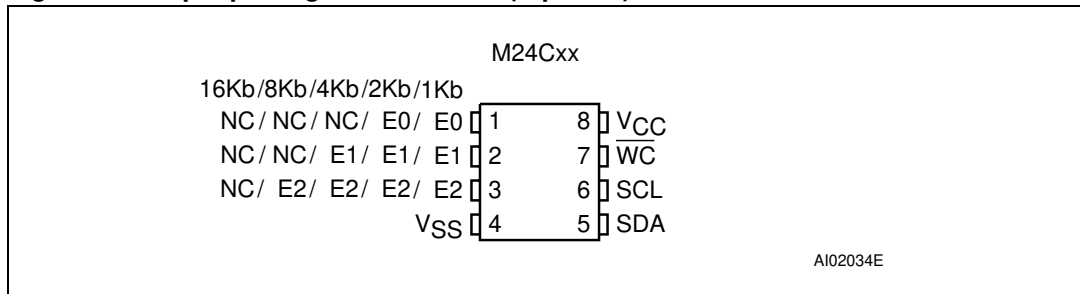 M24Cxx
16Kb/8Kb/4Kb/2Kb/1Kb
NC / NC / NC / E0 / E0 1 8 VCC
NC / NC / E1 / E1 / E1 2 7 WC
NC / E2 / E2 / E2 / E2 3 6 SCL
VSS 4 5 SDA
AI02034E